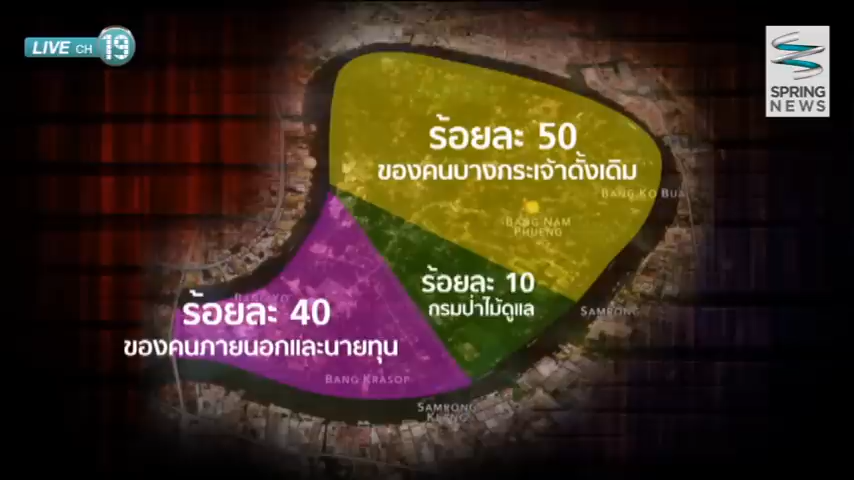 LIVE CH 19
SPRING
NEWS
ร้อยละ 50
ของคนบางกระเจ้าดั้งเดิม
BANG KO BUA
BANG NAM
PHUENG
ร้อยละ 10
กรมป่าไม้ดูแล
SAMRONG
ร้อยละ 40
ของคนภายนอกและนายทุน
BANG KRASOP
SAMRONG